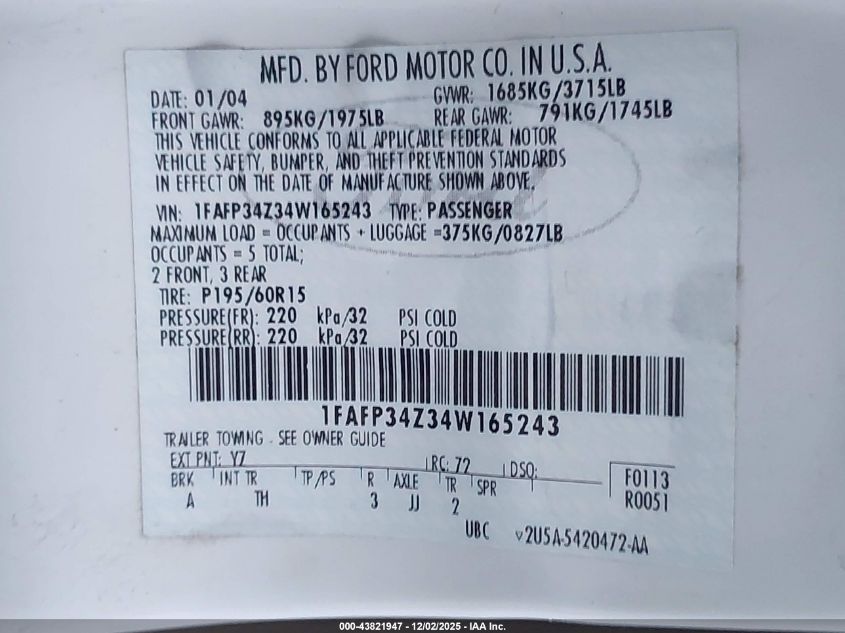 MFD. BY FORD MOTOR CO. IN U.S.A.
DATE: 01/04 GVWR: 1685KG/3715LB
FRONT GAWR: 895KG/1975LB REAR GAWR: 791KG/1745LB
THIS VEHICLE CONFORMS TO ALL APPLICABLE FEDERAL MOTOR
VEHICLE SAFETY, BUMPER, AND THEFT PREVENTION STANDARDS
IN EFFECT ON THE DATE OF MANUFACTURE SHOWN ABOVE.
VIN: 1FAFP34Z34W165243 TYPE: PASSENGER
MAXIMUM LOAD = OCCUPANTS + LUGGAGE =375KG/0827LB
OCCUPANTS = 5 TOTAL;
2 FRONT, 3 REAR
TIRE: P195/60R15
PRESSURE(FR): 220 kPa/32 PSI COLD
PRESSURE(RR): 220 kPa/32 PSI COLD
1FAFP34Z34W165243
TRAILER TOWING - SEE OWNER GUIDE
EXT PNT: YZ RC: 72 DSO:
BRK INT TR TP/PS R AXLE TR SPR F0113
A TH 3 JJ 2 R0051
UBC v2U5A-5420472-AA
000-43821947 - 12/02/2025 - IAA Inc.